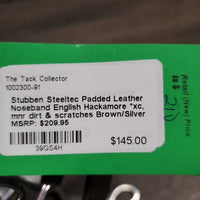 The Tack Collector
1002300-91
Stubben Steeltec Padded Leather
Noseband English Hackamore *xc,
mnr dirt & scratches Brown/Silver
MSRP: $209.95
$145.00
39GS4H
Retail (New) Price
210